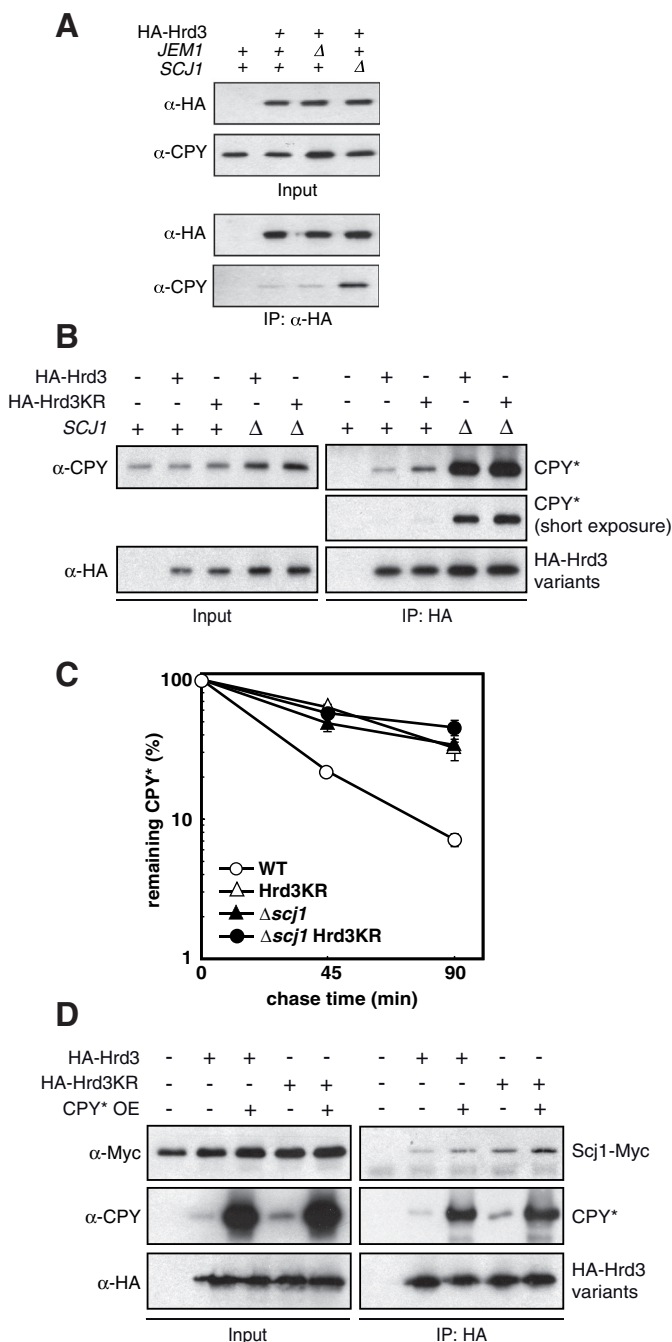 A
HA-Hrd3 + + +
JEM1 + + Δ +
SCJ1 + + + Δ
α-HA
α-CPY
Input
α-HA
α-CPY
IP: α-HA
B
HA-Hrd3 - + - + - - + - + -
HA-Hrd3KR - - + - + - - + - +
SCJ1 + + + Δ Δ + + + Δ Δ
α-CPY CPY*
CPY*
(short exposure)
α-HA HA-Hrd3
variants
Input IP: HA
C
remaining CPY* (%)
100
10
1
WT
Hrd3KR
Δscj1
Δscj1 Hrd3KR
0 45 90
chase time (min)
D
HA-Hrd3 - + + - - - + + - -
HA-Hrd3KR - - - + + - - - + +
CPY* OE - - + - + - - + - +
α-Myc Scj1-Myc
α-CPY CPY*
α-HA HA-Hrd3
variants
Input IP: HA